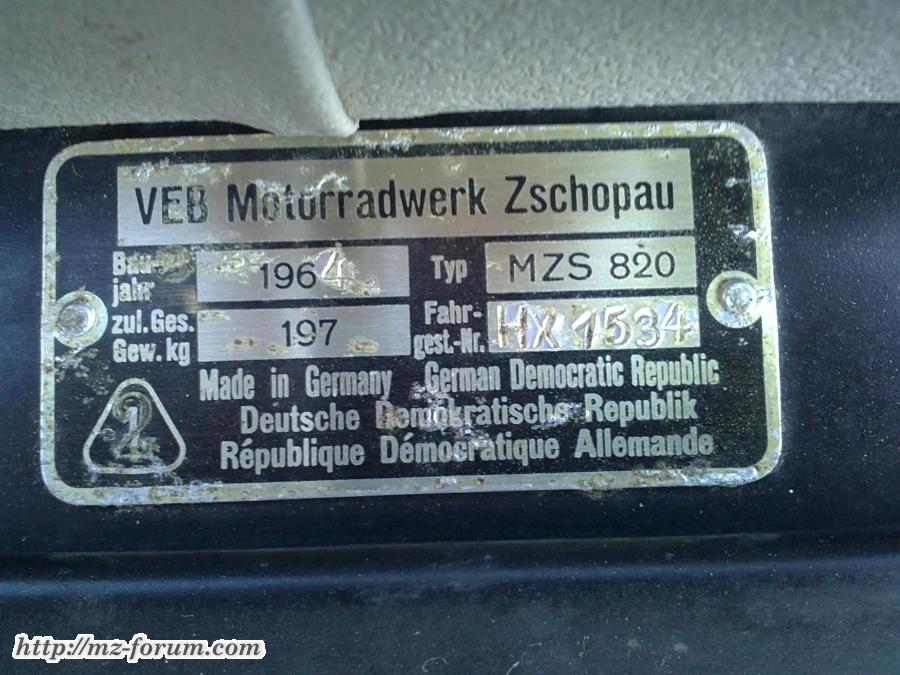 VEB Motorradwerk Zschopau
Bau-
jahr
1964
Typ
MZS 820
zul. Ges.
Gew. kg
197
Fahr-
gest.-Nr.
HX 1534
Made in Germany German Democratic Republic
Deutsche Demokratische Republik
République Démocratique Allemande
http://mz-forum.com